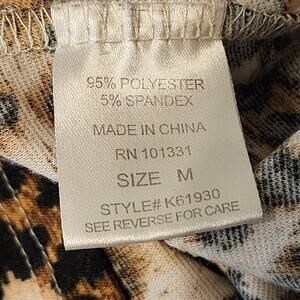 95% POLYESTER
5% SPANDEX
MADE IN CHINA
RN 101331
SIZE M
STYLE# K61930
SEE REVERSE FOR CARE